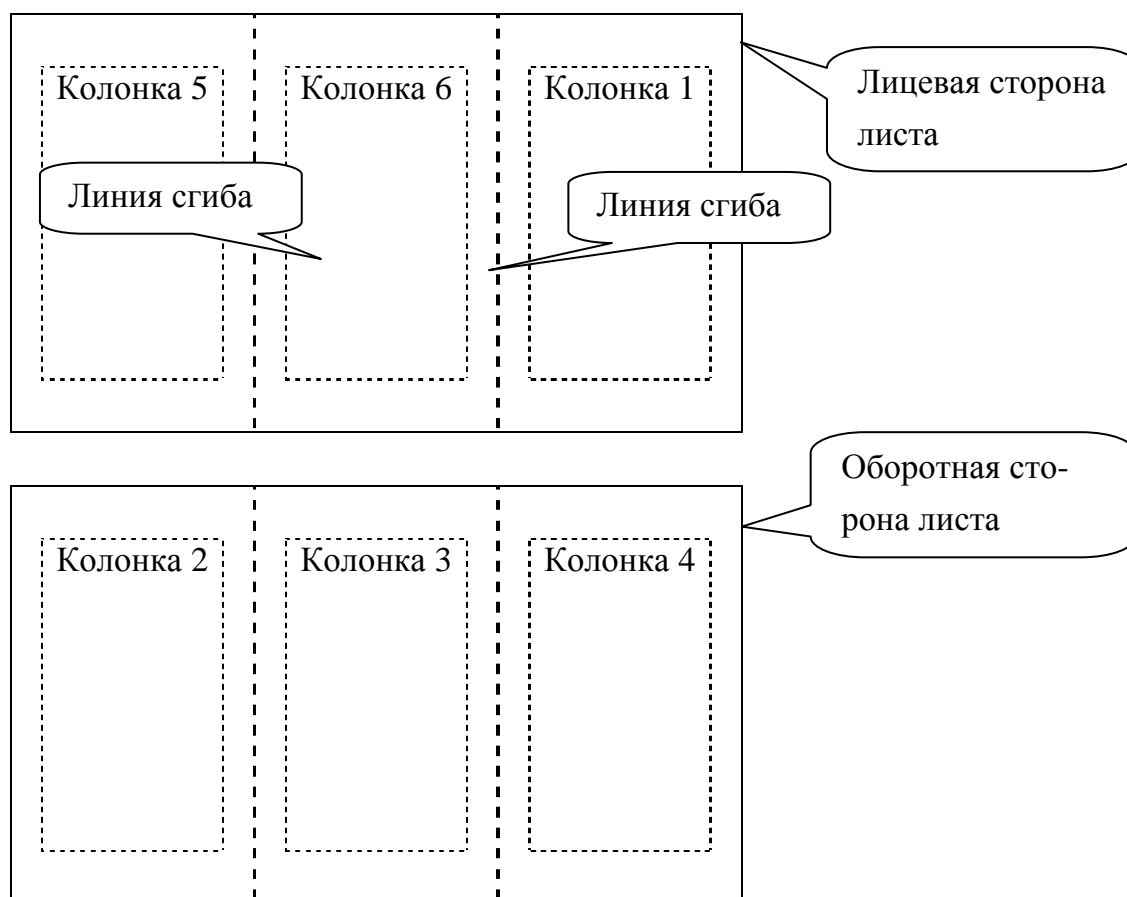 Колонка 5
Колонка 6
Колонка 1
Лицевая сторона
листа
Линия сгиба
Линия сгиба
Оборотная сто-
рона листа
Колонка 2
Колонка 3
Колонка 4